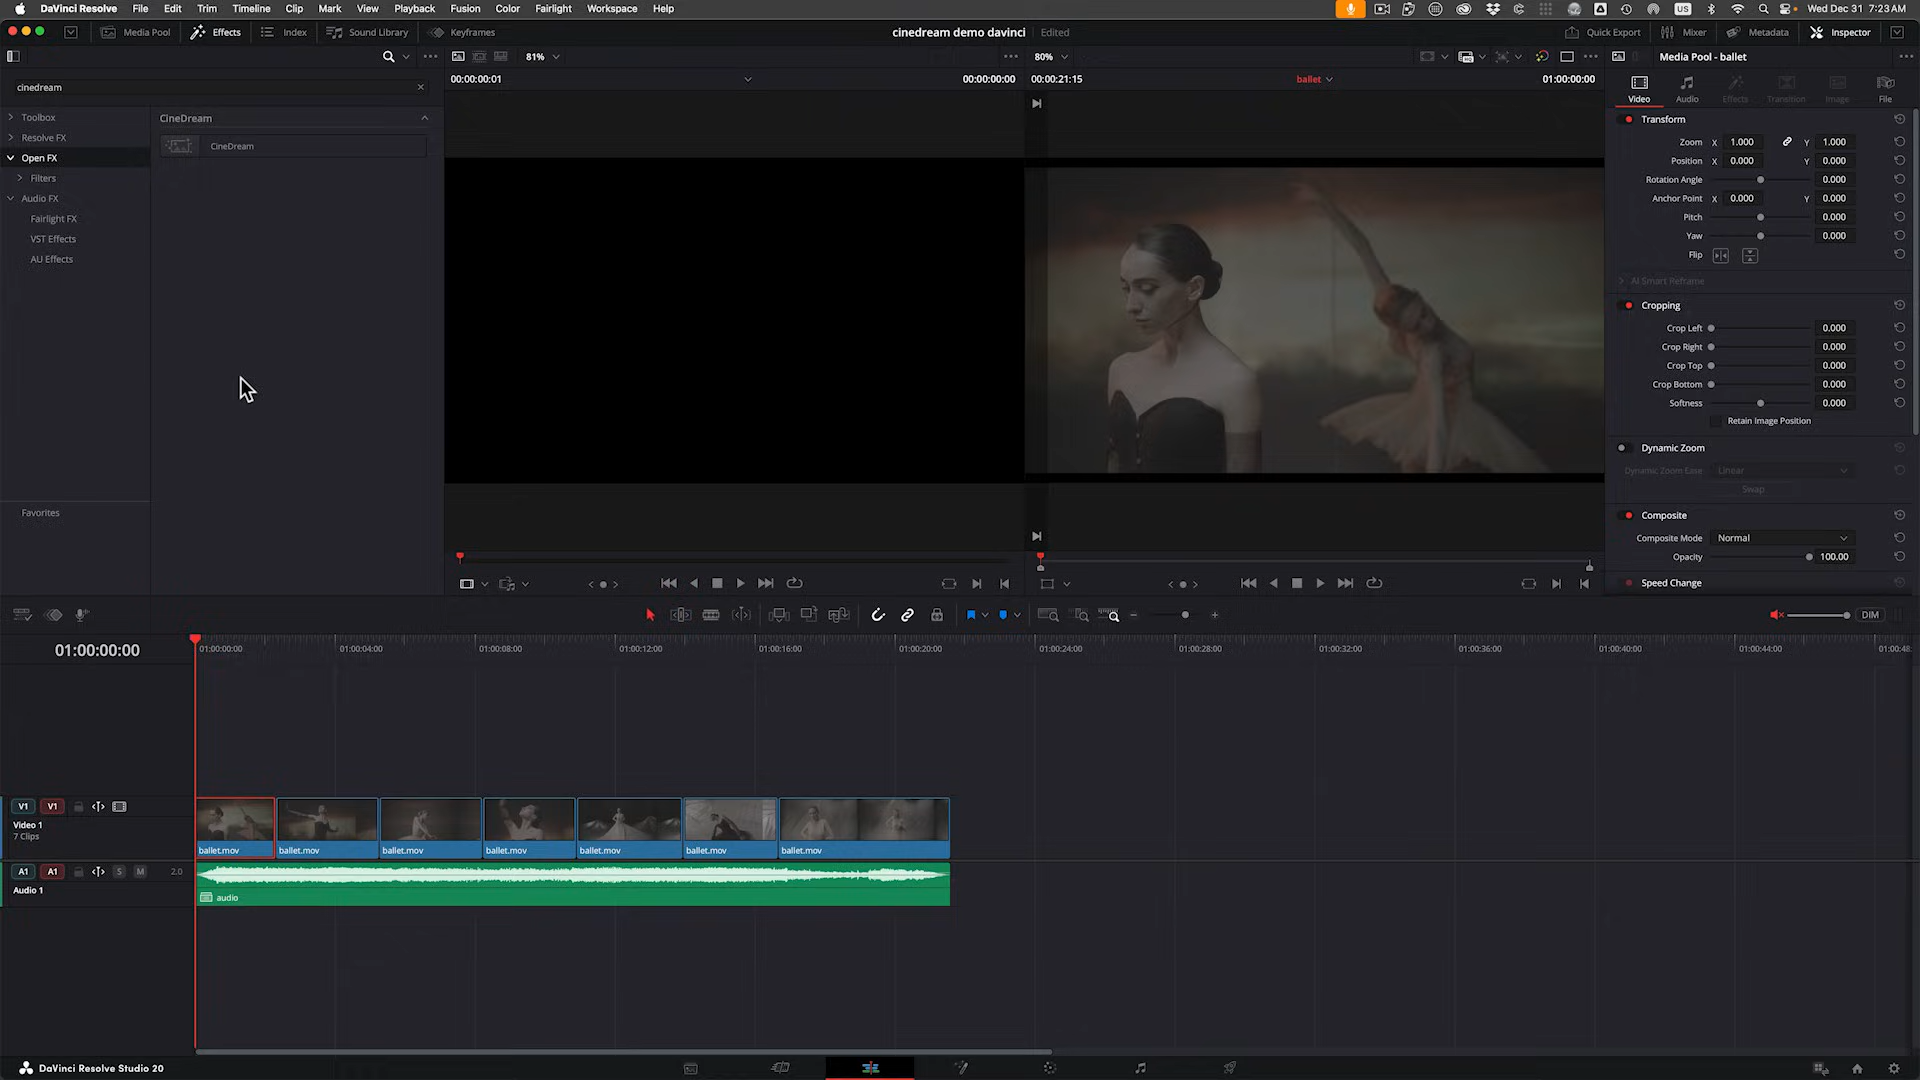 DaVinci Resolve File Edit Trim Timeline Clip Mark View Playback Fusion Color Fairlight Workspace Help US Wed Dec 31 7:23 AM
Media Pool Effects Index Sound Library Keyframes cinedream demo davinci Edited Quick Export Mixer Metadata Inspector
81% 80% Media Pool - ballet
00:00:00:01 00:00:00:00 00:00:21:15 ballet 01:00:00:00
cinedream
Video Audio Effects Transition Image File
Toolbox
Resolve FX
Open FX
Filters
Audio FX
Fairlight FX
VST Effects
AU Effects
Favorites
CineDream
CineDream
Transform
Zoom X 1.000 Y 1.000
Position X 0.000 Y 0.000
Rotation Angle 0.000
Anchor Point X 0.000 Y 0.000
Pitch 0.000
Yaw 0.000
Flip
AI Smart Reframe
Cropping
Crop Left 0.000
Crop Right 0.000
Crop Top 0.000
Crop Bottom 0.000
Softness 0.000
Retain Image Position
Dynamic Zoom
Dynamic Zoom Ease Linear
Swap
Composite
Composite Mode Normal
Opacity 100.00
Speed Change
DIM
01:00:00:00 01:00:00:00 01:00:04:00 01:00:08:00 01:00:12:00 01:00:16:00 01:00:20:00 01:00:24:00 01:00:28:00 01:00:32:00 01:00:36:00 01:00:40:00 01:00:44:00 01:00:48:
V1 V1
Video 1
7 Clips
ballet.mov ballet.mov ballet.mov ballet.mov ballet.mov ballet.mov ballet.mov
A1 A1 S M 2.0
Audio 1
audio
DaVinci Resolve Studio 20